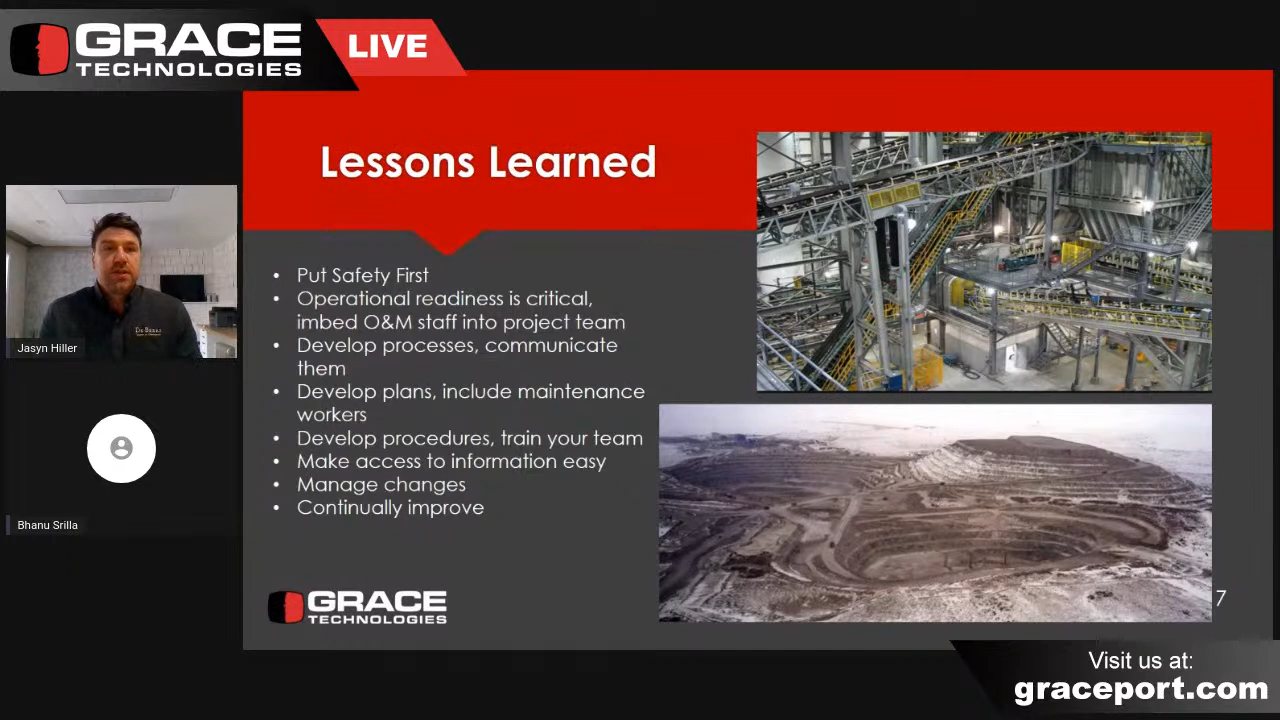 GRACE
TECHNOLOGIES
LIVE
Lessons Learned
• Put Safety First
• Operational readiness is critical,
imbed O&M staff into project team
• Develop processes, communicate
them
• Develop plans, include maintenance
workers
• Develop procedures, train your team
• Make access to information easy
• Manage changes
• Continually improve
Jasyn Hiller
Bhanu Srilla
GRACE
TECHNOLOGIES
7
Visit us at:
graceport.com